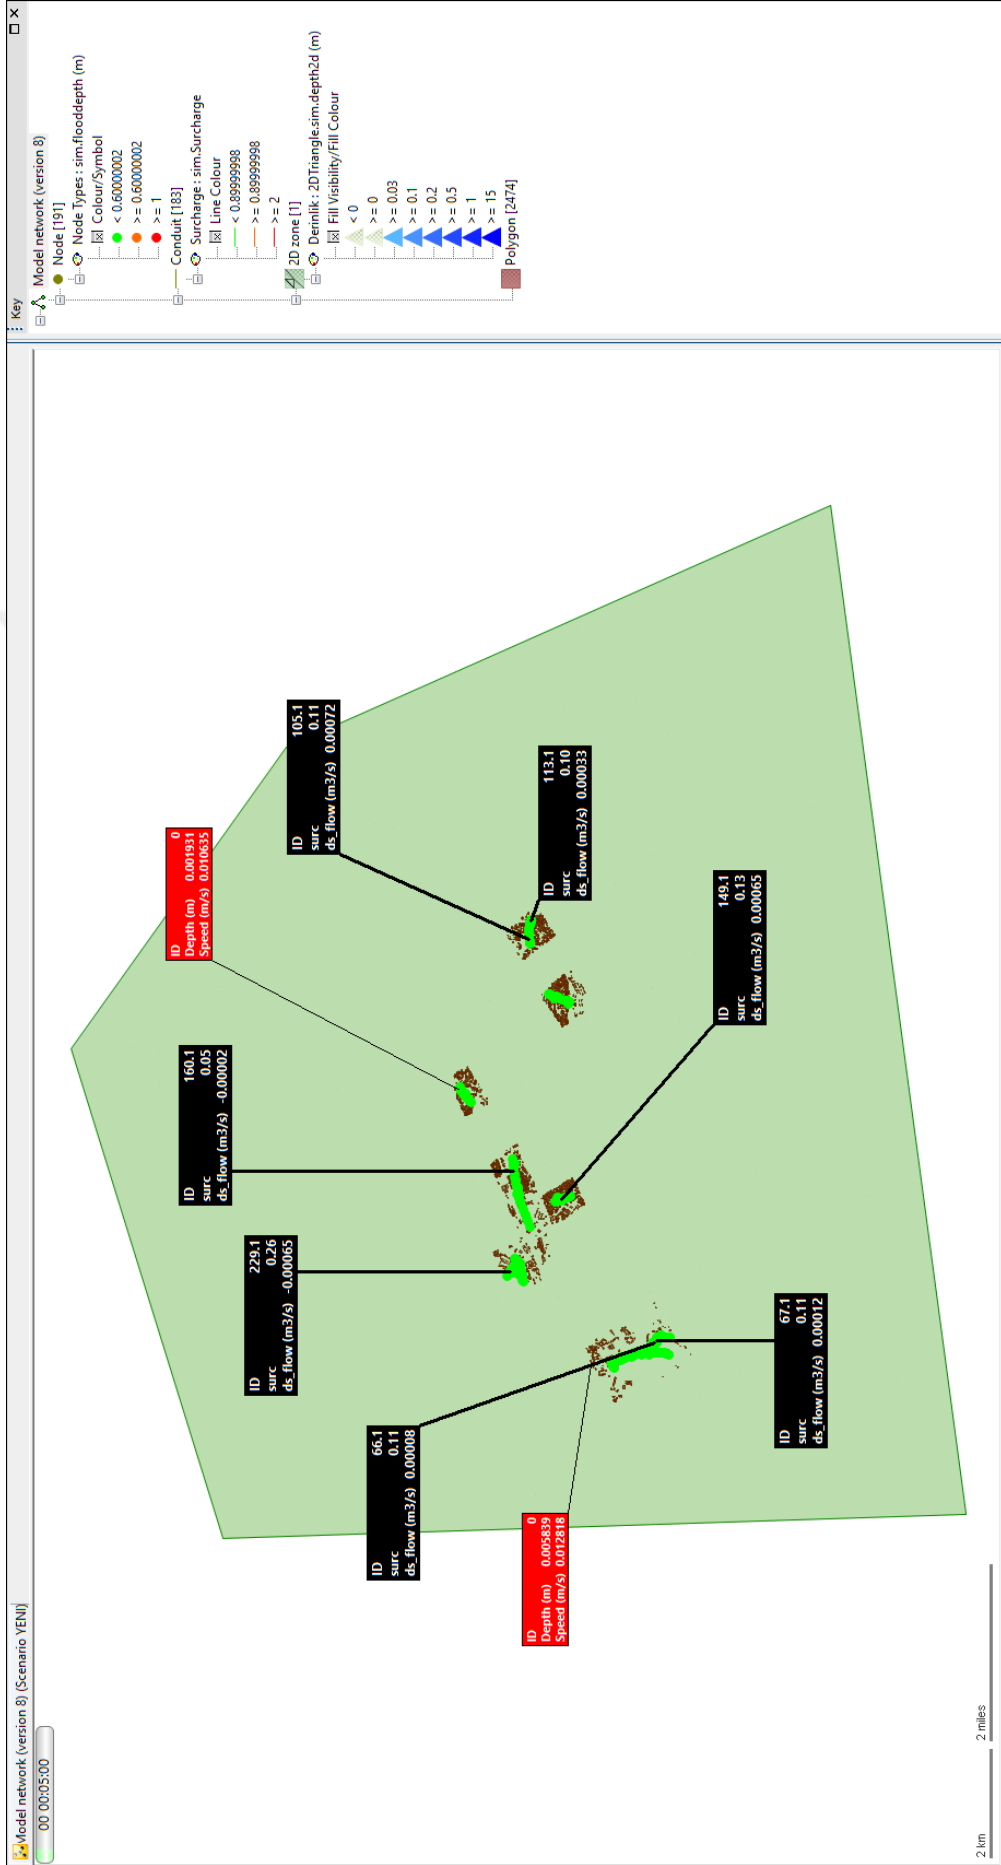 Model network (version 8) (Scenario YENI)
00 00:05:00
ID 160.1
surc 0.05
ds_flow (m3/s) -0.00002
ID 0
Depth (m) 0.001931
Speed (m/s) 0.010635
ID 229.1
surc 0.26
ds_flow (m3/s) -0.00065
ID 105.1
surc 0.11
ds_flow (m3/s) 0.00072
ID 66.1
surc 0.11
ds_flow (m3/s) 0.00008
ID 0
Depth (m) 0.005839
Speed (m/s) 0.012818
ID 113.1
surc 0.10
ds_flow (m3/s) 0.00033
ID 149.1
surc 0.13
ds_flow (m3/s) 0.00065
ID 67.1
surc 0.11
ds_flow (m3/s) 0.00012
2 km
2 miles
Key
Model network (version 8)
Node [191]
Node Types : sim.flooddepth (m)
Colour/Symbol
< 0.60000002
>= 0.60000002
>= 1
Conduit [183]
Surcharge : sim.Surcharge
Line Colour
< 0.89999998
>= 0.89999998
>= 2
2D zone [1]
Derinlik : 2DTriangle.sim.depth2d (m)
Fill Visibility/Fill Colour
< 0
>= 0
>= 0.03
>= 0.1
>= 0.2
>= 0.5
>= 1
>= 15
Polygon [2474]